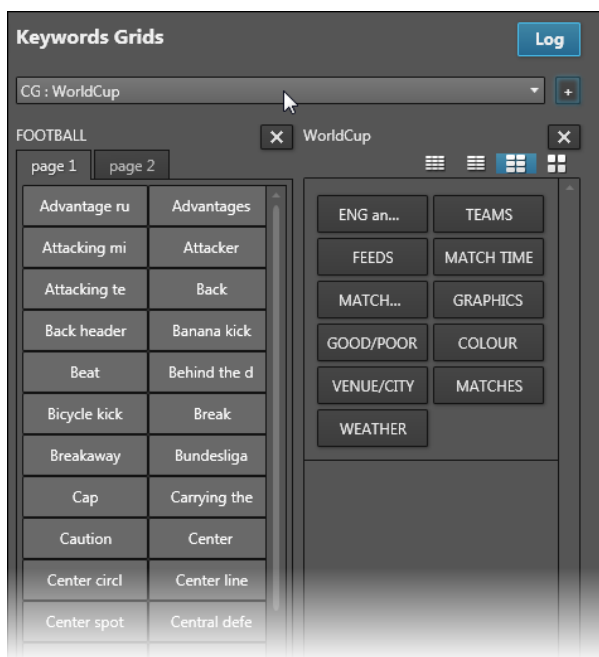 Keywords Grids
Log
CG : WorldCup
+
FOOTBALL
WorldCup
page 1 page 2
Advantage ru Advantages
Attacking mi Attacker
Attacking te Back
Back header Banana kick
Beat Behind the d
Bicycle kick Break
Breakaway Bundesliga
Cap Carrying the
Caution Center
Center circl Center line
Center spot Central defe
ENG an... TEAMS
FEEDS MATCH TIME
MATCH... GRAPHICS
GOOD/POOR COLOUR
VENUE/CITY MATCHES
WEATHER